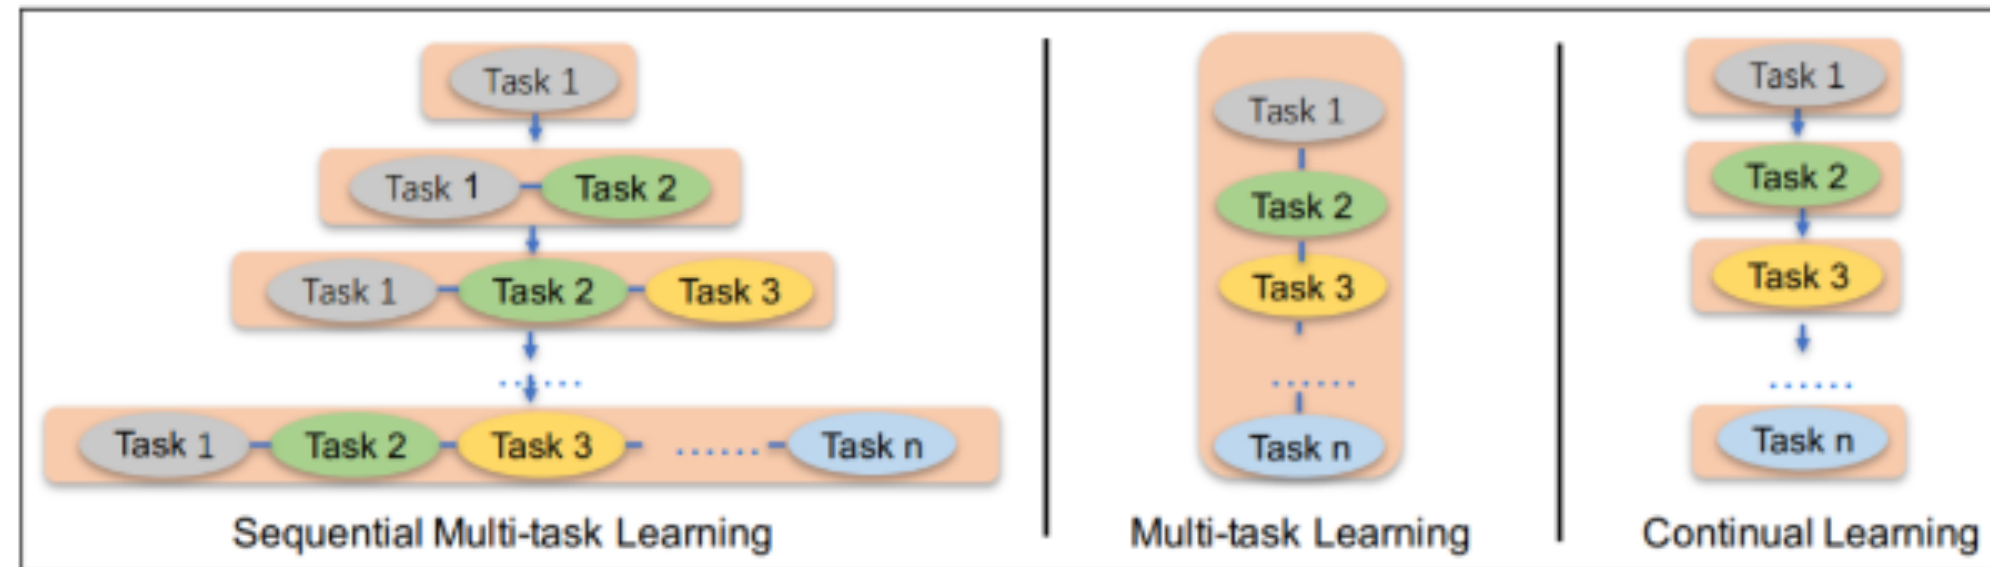 Task 1
Task 1 Task 2
Task 1 Task 2 Task 3
......
Task 1 Task 2 Task 3 ...... Task n
Sequential Multi-task Learning
Task 1
Task 2
Task 3
......
Task n
Multi-task Learning
Task 1
Task 2
Task 3
......
Task n
Continual Learning